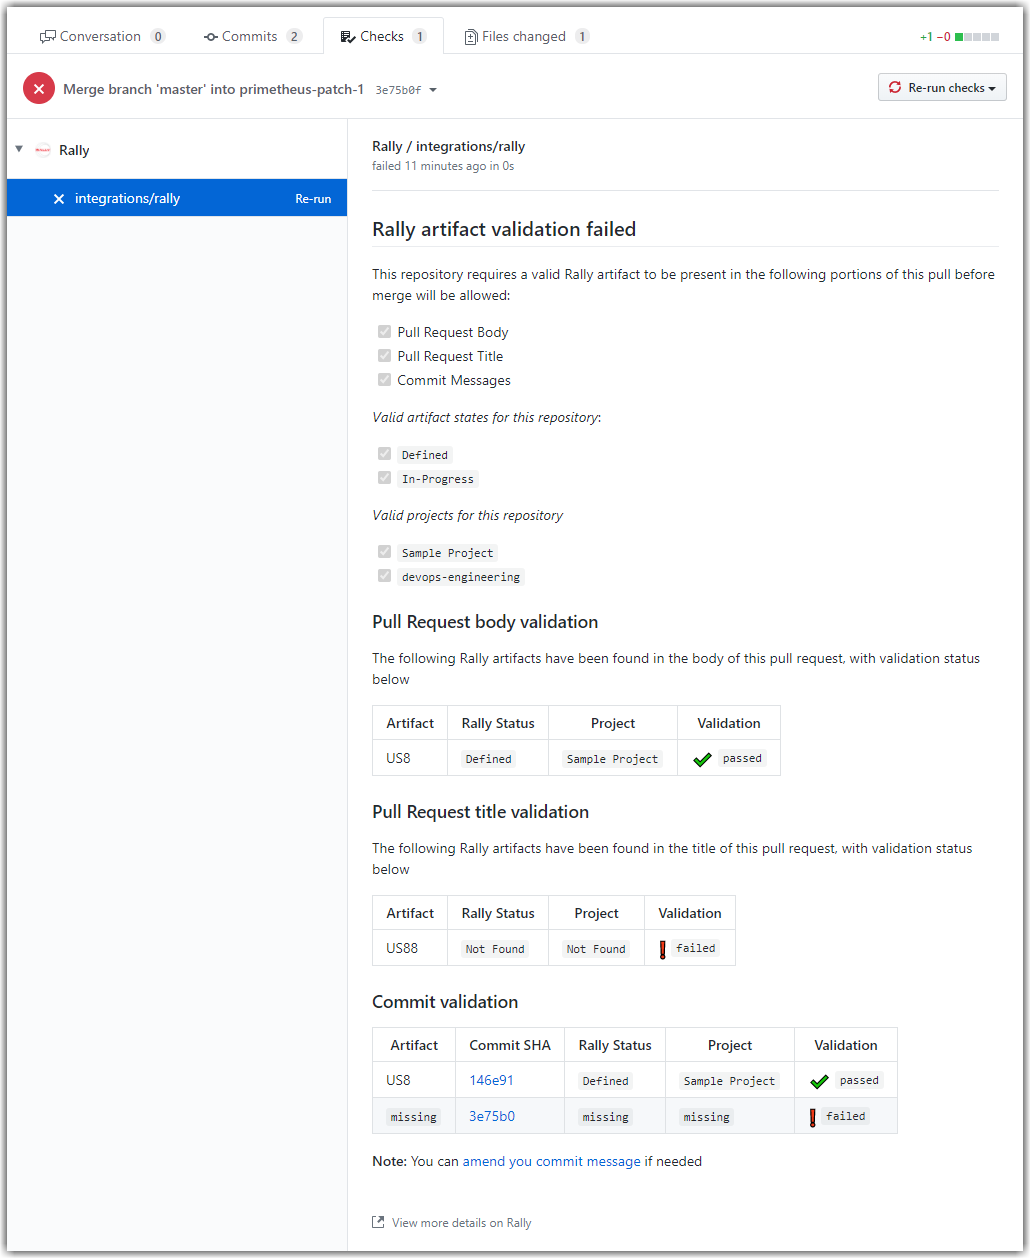 Conversation 0 Commits 2 Checks 1 Files changed 1 +1 −0
Merge branch 'master' into primetheus-patch-1 3e75b0f Re-run checks
Rally
integrations/rally Re-run
Rally / integrations/rally
failed 11 minutes ago in 0s
Rally artifact validation failed
This repository requires a valid Rally artifact to be present in the following portions of this pull before
merge will be allowed:
Pull Request Body
Pull Request Title
Commit Messages
Valid artifact states for this repository:
Defined
In-Progress
Valid projects for this repository
Sample Project
devops-engineering
Pull Request body validation
The following Rally artifacts have been found in the body of this pull request, with validation status
below
Artifact Rally Status Project Validation
US8 Defined Sample Project passed
Pull Request title validation
The following Rally artifacts have been found in the title of this pull request, with validation status
below
Artifact Rally Status Project Validation
US88 Not Found Not Found failed
Commit validation
Artifact Commit SHA Rally Status Project Validation
US8 146e91 Defined Sample Project passed
missing 3e75b0 missing missing failed
Note: You can amend you commit message if needed
View more details on Rally